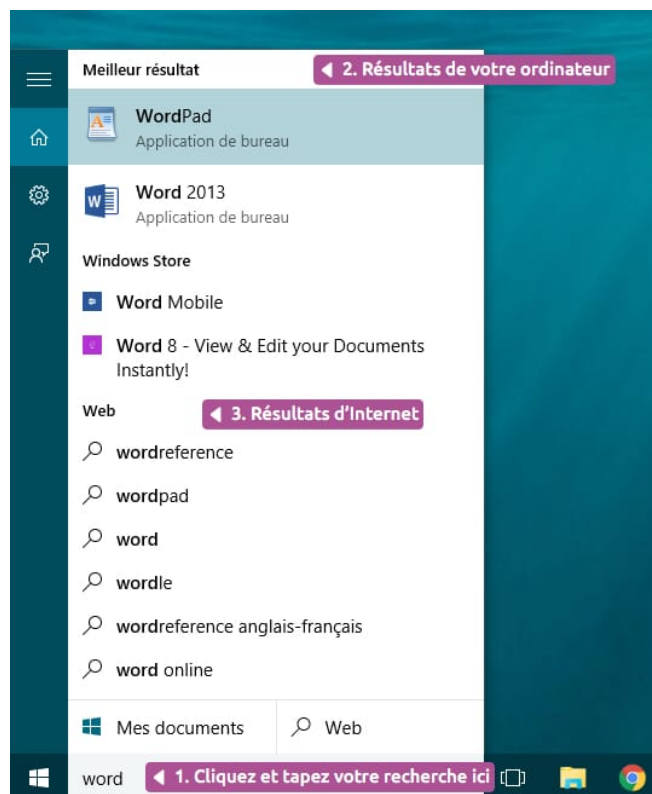 Meilleur résultat
◀ 2. Résultats de votre ordinateur
WordPad
Application de bureau
Word 2013
Application de bureau
Windows Store
Word Mobile
Word 8 - View & Edit your Documents
Instantly!
Web
◀ 3. Résultats d’Internet
wordreference
wordpad
word
wordle
wordreference anglais-français
word online
Mes documents
Web
word
◀ 1. Cliquez et tapez votre recherche ici